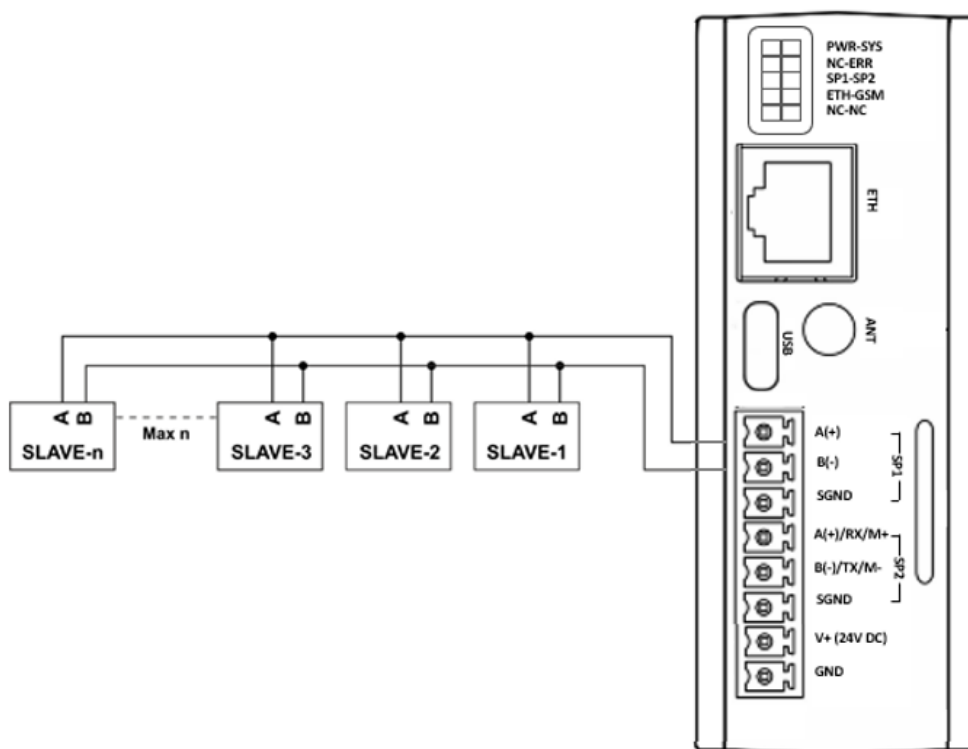 PWR-SYS
NC-ERR
SP1-SP2
ETH-GSM
NC-NC
ETH
USB
ANT
A B
SLAVE-n
Max n
A B
SLAVE-3
A B
SLAVE-2
A B
SLAVE-1
A(+)
B(-)
SGND
SP1
A(+)/RX/M+
B(-)/TX/M-
SGND
SP2
V+ (24V DC)
GND